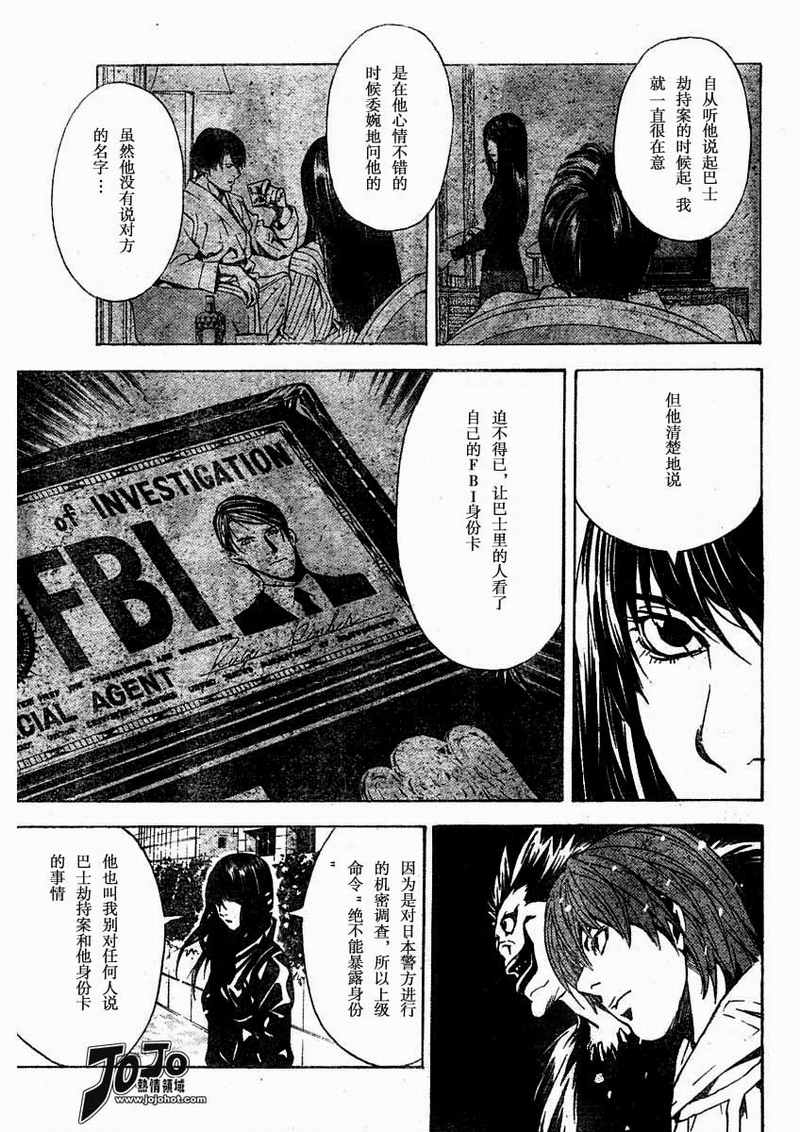 自从听他说起巴士
劫持案的时候起，我
就一直很在意
是在他心情不错的
时候委婉地问他的
虽然他没有说对方
的名字…
但他清楚地说
迫不得已，让巴士里的人看了
自己的FBI身份卡
of INVESTIGATION
FBI
CIAL AGENT
因为是对日本警方进行
的机密调查，所以上级
命令"绝不能暴露身份
"
他也叫我别对任何人说
巴士劫持案和他身份卡
的事情
JOJO
熱情領域
www.jojohot.com